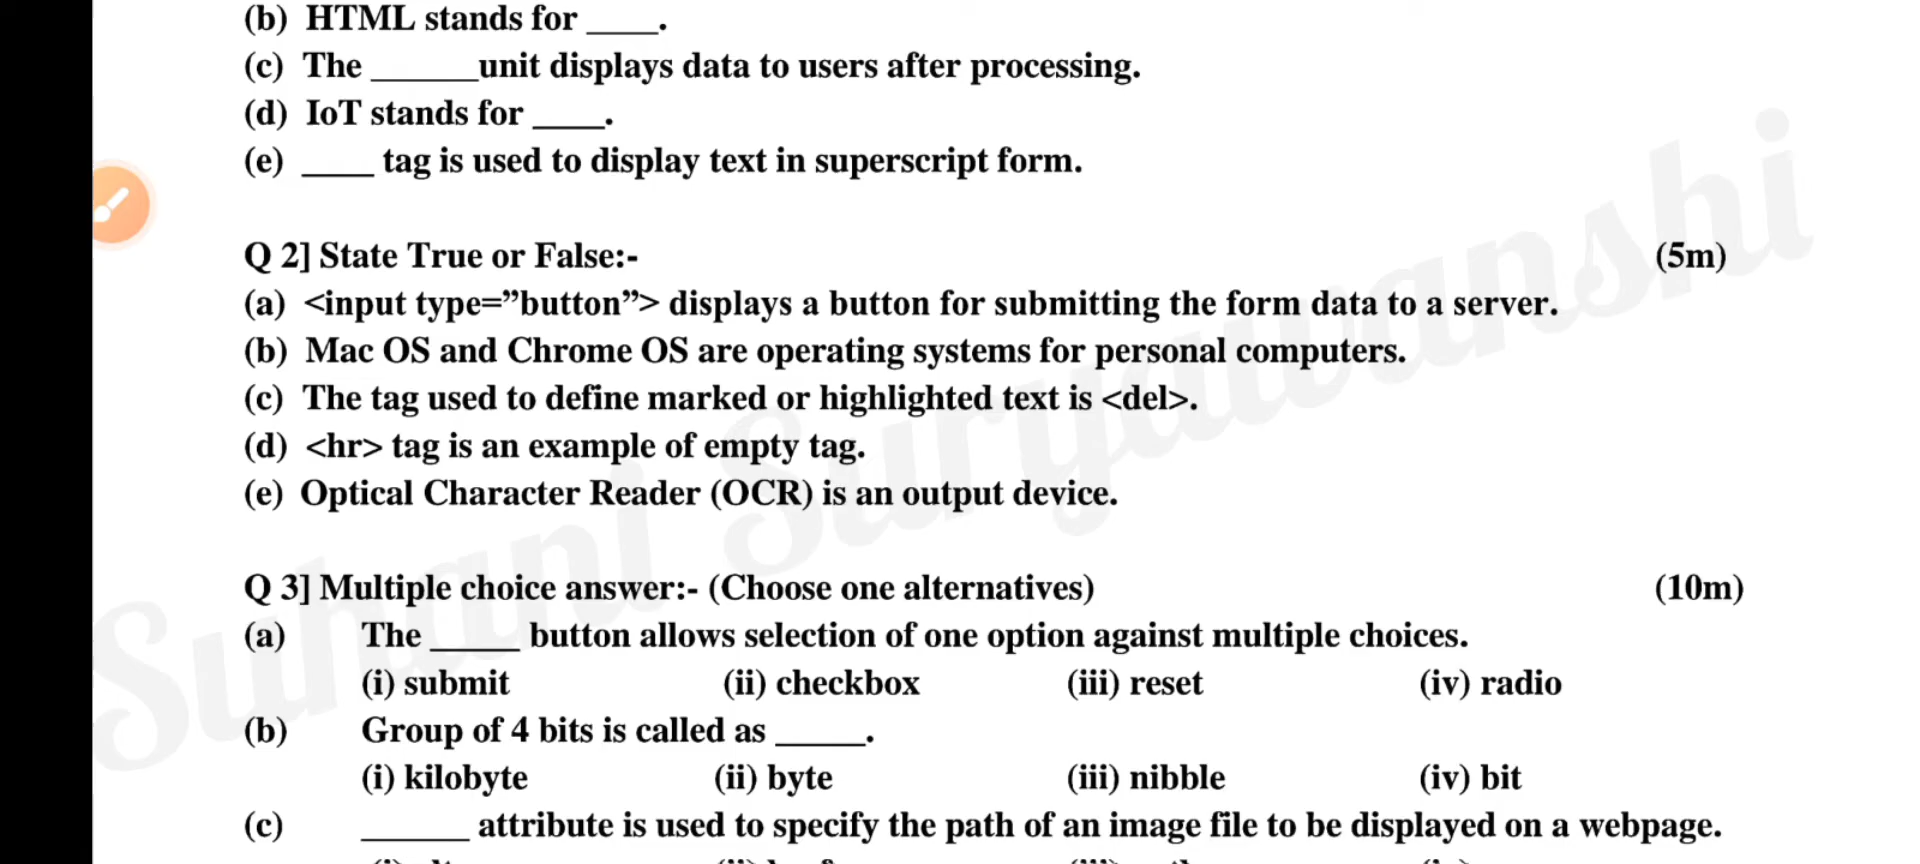 (b) HTML stands for ____.
(c) The ______unit displays data to users after processing.
(d) IoT stands for ____.
(e) ____ tag is used to display text in superscript form.
Q 2] State True or False:- (5m)
(a) <input type=”button”> displays a button for submitting the form data to a server.
(b) Mac OS and Chrome OS are operating systems for personal computers.
(c) The tag used to define marked or highlighted text is <del>.
(d) <hr> tag is an example of empty tag.
(e) Optical Character Reader (OCR) is an output device.
Q 3] Multiple choice answer:- (Choose one alternatives) (10m)
(a) The _____ button allows selection of one option against multiple choices.
(i) submit (ii) checkbox (iii) reset (iv) radio
(b) Group of 4 bits is called as _____.
(i) kilobyte (ii) byte (iii) nibble (iv) bit
(c) ______ attribute is used to specify the path of an image file to be displayed on a webpage.
Suhani Suryawanshi